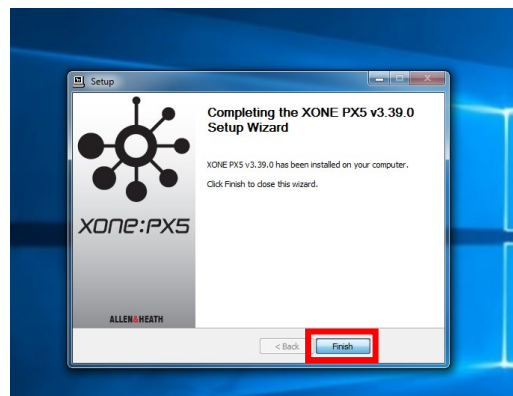 Setup
Completing the XONE PX5 v3.39.0
Setup Wizard
XONE PX5 v3.39.0 has been installed on your computer.
Click Finish to close this wizard.
XONE:PX5
ALLEN&HEATH
< Back
Finish